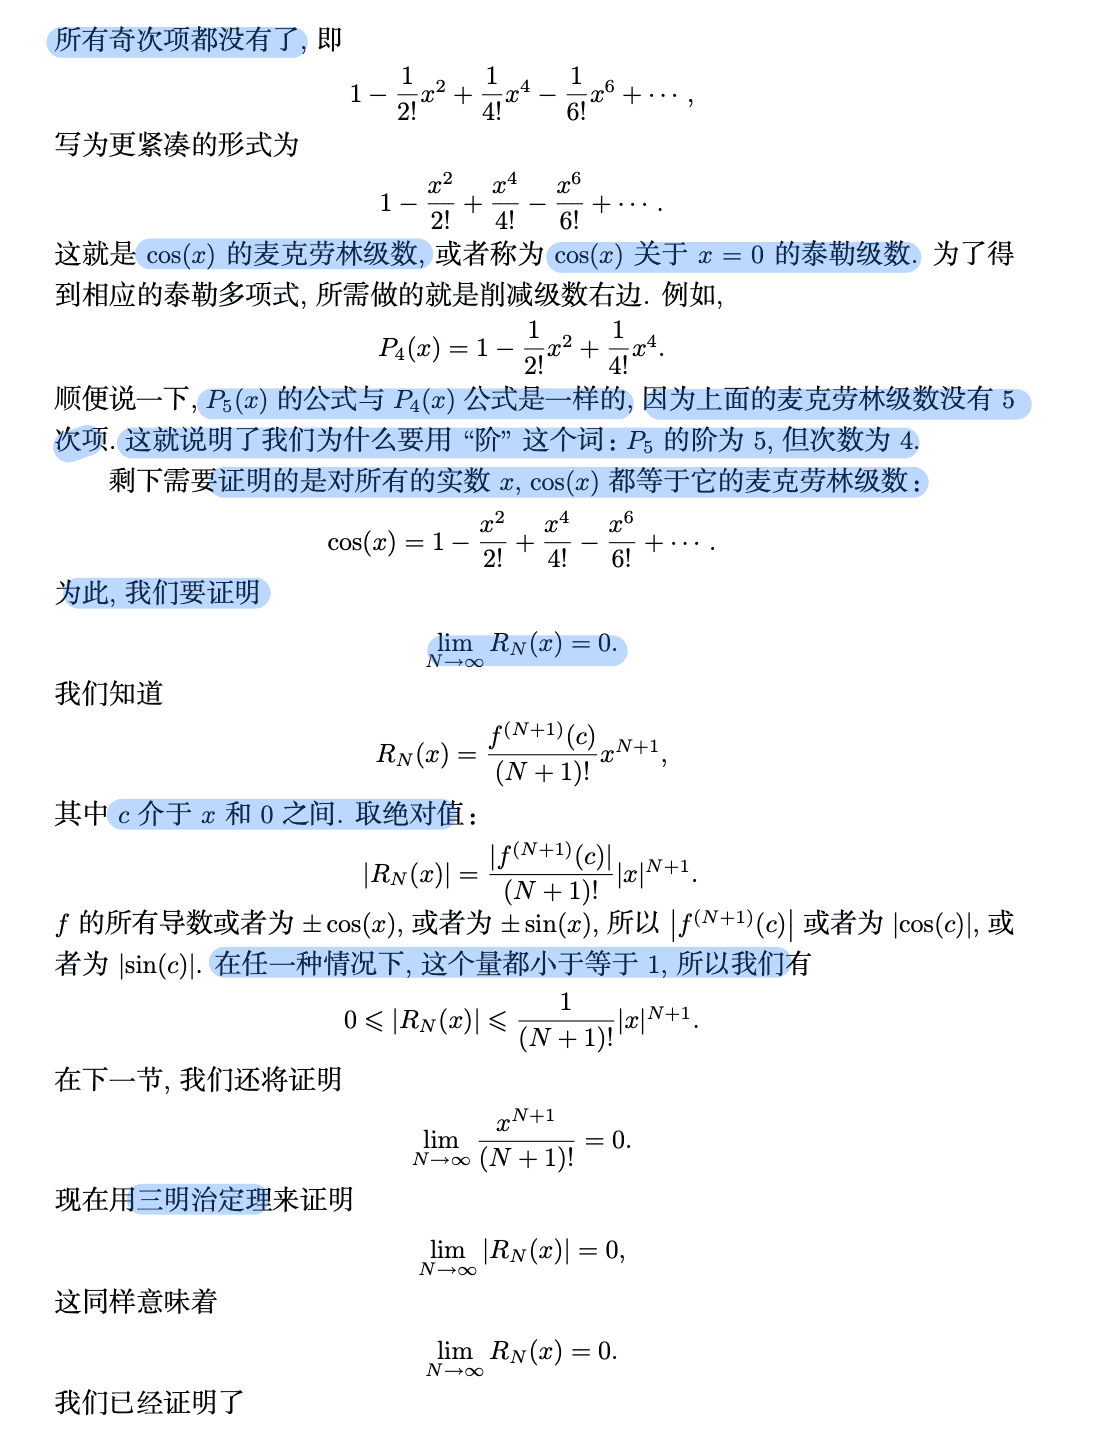 所有奇次项都没有了, 即
1 − \frac{1}{2!}x^2 + \frac{1}{4!}x^4 − \frac{1}{6!}x^6 + ⋯ ,
写为更紧凑的形式为
1 − \frac{x^2}{2!} + \frac{x^4}{4!} − \frac{x^6}{6!} + ⋯ .
这就是 cos(x) 的麦克劳林级数, 或者称为 cos(x) 关于 x = 0 的泰勒级数. 为了得
到相应的泰勒多项式, 所需做的就是削减级数右边. 例如,
P_4(x) = 1 − \frac{1}{2!}x^2 + \frac{1}{4!}x^4.
顺便说一下, P_5(x) 的公式与 P_4(x) 公式是一样的, 因为上面的麦克劳林级数没有 5
次项. 这就说明了我们为什么要用 “阶” 这个词: P_5 的阶为 5, 但次数为 4.
剩下需要证明的是对所有的实数 x, cos(x) 都等于它的麦克劳林级数:
cos(x) = 1 − \frac{x^2}{2!} + \frac{x^4}{4!} − \frac{x^6}{6!} + ⋯ .
为此, 我们要证明
\lim_{N→∞} R_N(x) = 0.
我们知道
R_N(x) = \frac{f^{(N+1)}(c)}{(N + 1)!}x^{N+1},
其中 c 介于 x 和 0 之间. 取绝对值:
|R_N(x)| = \frac{|f^{(N+1)}(c)|}{(N + 1)!}|x|^{N+1}.
f 的所有导数或者为 ± cos(x), 或者为 ± sin(x), 所以 |f^{(N+1)}(c)| 或者为 |cos(c)|, 或
者为 |sin(c)|. 在任一种情况下, 这个量都小于等于 1, 所以我们有
0 ⩽ |R_N(x)| ⩽ \frac{1}{(N + 1)!}|x|^{N+1}.
在下一节, 我们还将证明
\lim_{N→∞} \frac{x^{N+1}}{(N + 1)!} = 0.
现在用三明治定理来证明
\lim_{N→∞} |R_N(x)| = 0,
这同样意味着
\lim_{N→∞} R_N(x) = 0.
我们已经证明了